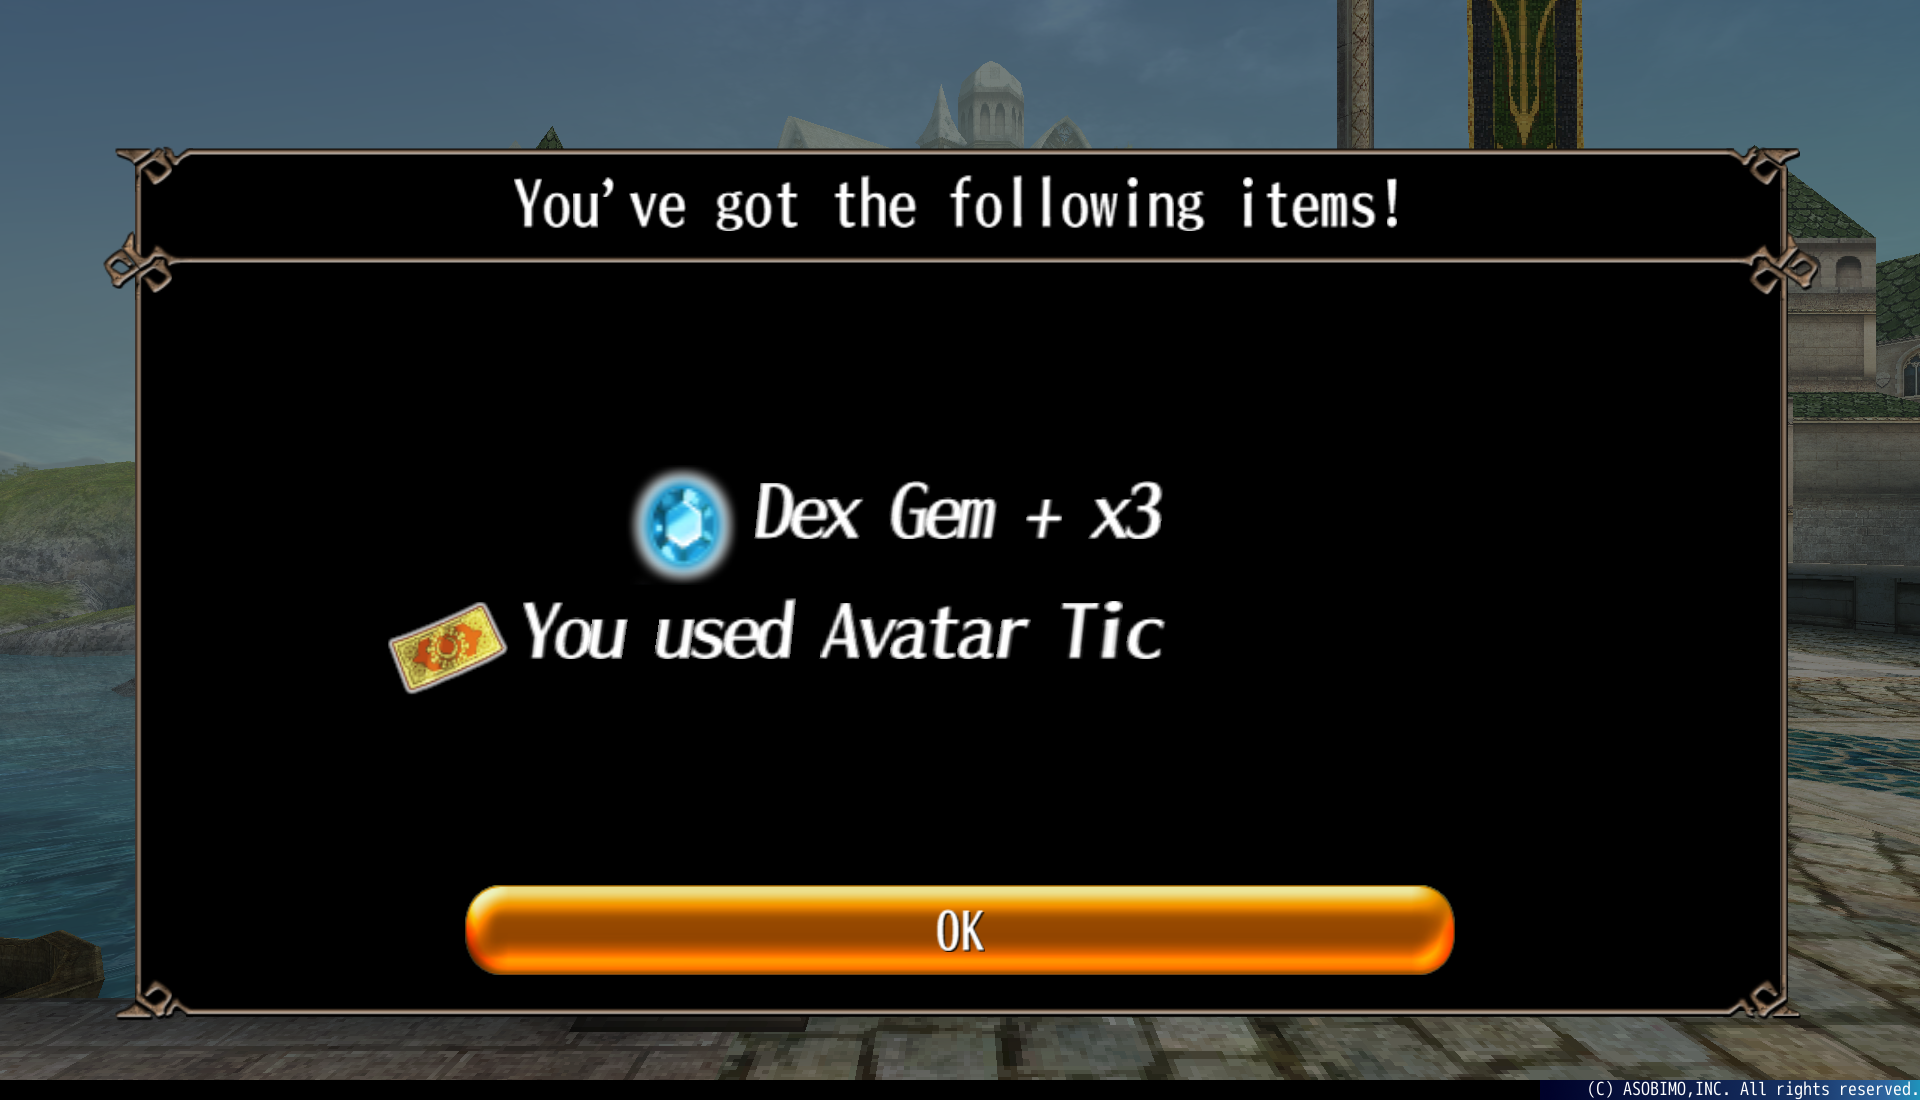 You've got the following items!
Dex Gem + x3
You used Avatar Tic
OK
(C) ASOBIMO,INC. All rights reserved.